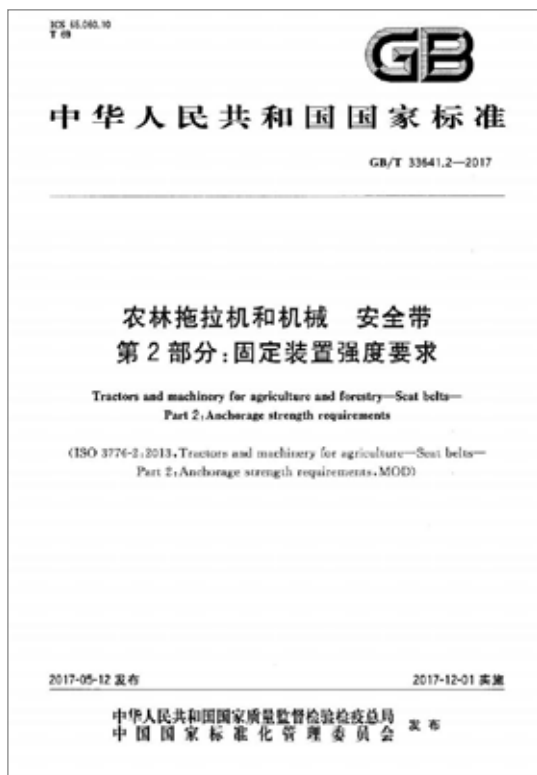 ICS 65.060.10
T 69
GB
中华人民共和国国家标准
GB/T 33641.2—2017
农林拖拉机和机械　安全带
第2部分:固定装置强度要求
Tractors and machinery for agriculture and forestry—Seat belts—
Part 2:Anchorage strength requirements
(ISO 3776-2:2013,Tractors and machinery for agriculture—Seat belts—
Part 2:Anchorage strength requirements,MOD)
2017-05-12 发布
2017-12-01 实施
中华人民共和国国家质量监督检验检疫总局
中国国家标准化管理委员会
发布